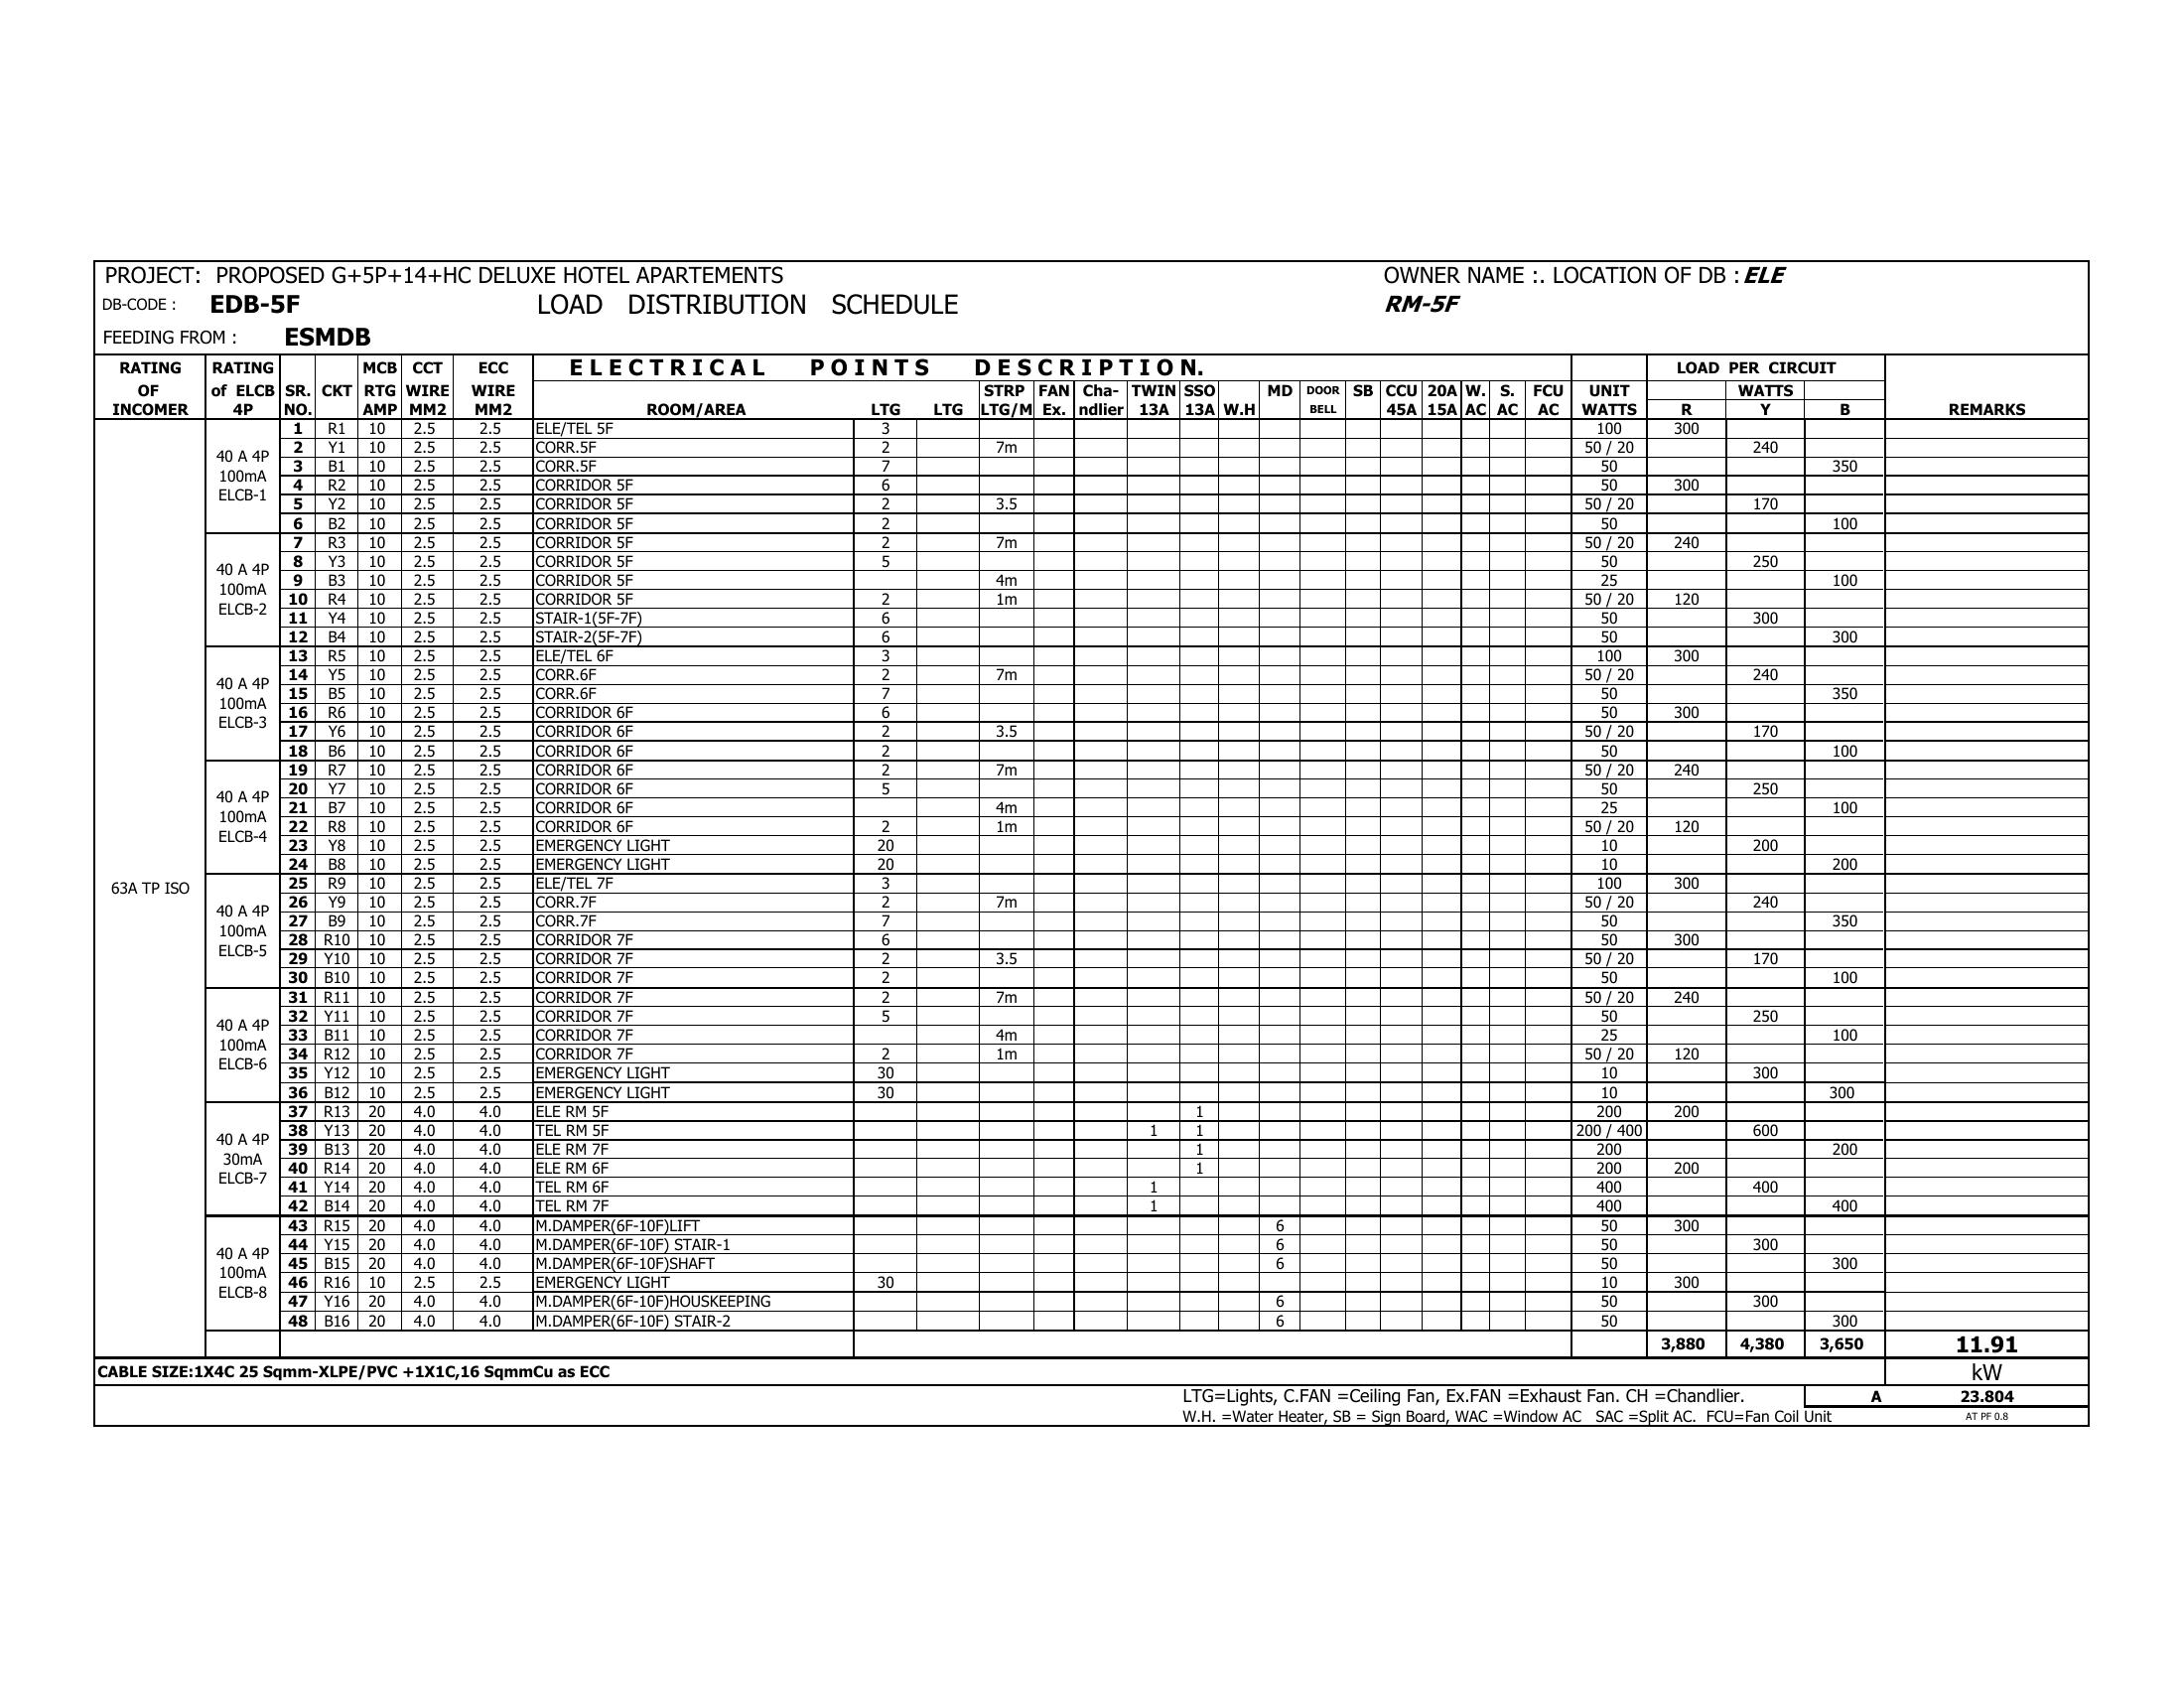 PROJECT: PROPOSED G+5P+14+HC DELUXE HOTEL APARTEMENTS OWNER NAME :. LOCATION OF DB : ELE
DB-CODE : EDB-5F LOAD DISTRIBUTION SCHEDULE RM-5F
FEEDING FROM : ESMDB
RATING RATING MCB CCT ECC ELECTRICAL POINTS DESCRIPTION. LOAD PER CIRCUIT
OF of ELCB SR. CKT RTG WIRE WIRE STRP FAN Cha- TWIN SSO MD DOOR SB CCU 20A W. S. FCU UNIT WATTS
INCOMER 4P NO. AMP MM2 MM2 ROOM/AREA LTG LTG LTG/M Ex. ndlier 13A 13A W.H BELL 45A 15A AC AC AC WATTS R Y B REMARKS
63A TP ISO
40 A 4P
100mA
ELCB-1
1 R1 10 2.5 2.5 ELE/TEL 5F 3 100 300
2 Y1 10 2.5 2.5 CORR.5F 2 7m 50 / 20 240
3 B1 10 2.5 2.5 CORR.5F 7 50 350
4 R2 10 2.5 2.5 CORRIDOR 5F 6 50 300
5 Y2 10 2.5 2.5 CORRIDOR 5F 2 3.5 50 / 20 170
6 B2 10 2.5 2.5 CORRIDOR 5F 2 50 100
40 A 4P
100mA
ELCB-2
7 R3 10 2.5 2.5 CORRIDOR 5F 2 7m 50 / 20 240
8 Y3 10 2.5 2.5 CORRIDOR 5F 5 50 250
9 B3 10 2.5 2.5 CORRIDOR 5F 4m 25 100
10 R4 10 2.5 2.5 CORRIDOR 5F 2 1m 50 / 20 120
11 Y4 10 2.5 2.5 STAIR-1(5F-7F) 6 50 300
12 B4 10 2.5 2.5 STAIR-2(5F-7F) 6 50 300
40 A 4P
100mA
ELCB-3
13 R5 10 2.5 2.5 ELE/TEL 6F 3 100 300
14 Y5 10 2.5 2.5 CORR.6F 2 7m 50 / 20 240
15 B5 10 2.5 2.5 CORR.6F 7 50 350
16 R6 10 2.5 2.5 CORRIDOR 6F 6 50 300
17 Y6 10 2.5 2.5 CORRIDOR 6F 2 3.5 50 / 20 170
18 B6 10 2.5 2.5 CORRIDOR 6F 2 50 100
40 A 4P
100mA
ELCB-4
19 R7 10 2.5 2.5 CORRIDOR 6F 2 7m 50 / 20 240
20 Y7 10 2.5 2.5 CORRIDOR 6F 5 50 250
21 B7 10 2.5 2.5 CORRIDOR 6F 4m 25 100
22 R8 10 2.5 2.5 CORRIDOR 6F 2 1m 50 / 20 120
23 Y8 10 2.5 2.5 EMERGENCY LIGHT 20 10 200
24 B8 10 2.5 2.5 EMERGENCY LIGHT 20 10 200
40 A 4P
100mA
ELCB-5
25 R9 10 2.5 2.5 ELE/TEL 7F 3 100 300
26 Y9 10 2.5 2.5 CORR.7F 2 7m 50 / 20 240
27 B9 10 2.5 2.5 CORR.7F 7 50 350
28 R10 10 2.5 2.5 CORRIDOR 7F 6 50 300
29 Y10 10 2.5 2.5 CORRIDOR 7F 2 3.5 50 / 20 170
30 B10 10 2.5 2.5 CORRIDOR 7F 2 50 100
40 A 4P
100mA
ELCB-6
31 R11 10 2.5 2.5 CORRIDOR 7F 2 7m 50 / 20 240
32 Y11 10 2.5 2.5 CORRIDOR 7F 5 50 250
33 B11 10 2.5 2.5 CORRIDOR 7F 4m 25 100
34 R12 10 2.5 2.5 CORRIDOR 7F 2 1m 50 / 20 120
35 Y12 10 2.5 2.5 EMERGENCY LIGHT 30 10 300
36 B12 10 2.5 2.5 EMERGENCY LIGHT 30 10 300
40 A 4P
30mA
ELCB-7
37 R13 20 4.0 4.0 ELE RM 5F 1 200 200
38 Y13 20 4.0 4.0 TEL RM 5F 1 1 200 / 400 600
39 B13 20 4.0 4.0 ELE RM 7F 1 200 200
40 R14 20 4.0 4.0 ELE RM 6F 1 200 200
41 Y14 20 4.0 4.0 TEL RM 6F 1 400 400
42 B14 20 4.0 4.0 TEL RM 7F 1 400 400
40 A 4P
100mA
ELCB-8
43 R15 20 4.0 4.0 M.DAMPER(6F-10F)LIFT 6 50 300
44 Y15 20 4.0 4.0 M.DAMPER(6F-10F) STAIR-1 6 50 300
45 B15 20 4.0 4.0 M.DAMPER(6F-10F)SHAFT 6 50 300
46 R16 10 2.5 2.5 EMERGENCY LIGHT 30 10 300
47 Y16 20 4.0 4.0 M.DAMPER(6F-10F)HOUSKEEPING 6 50 300
48 B16 20 4.0 4.0 M.DAMPER(6F-10F) STAIR-2 6 50 300
3,880 4,380 3,650 11.91
CABLE SIZE:1X4C 25 Sqmm-XLPE/PVC +1X1C,16 SqmmCu as ECC kW
LTG=Lights, C.FAN =Ceiling Fan, Ex.FAN =Exhaust Fan. CH =Chandlier. A 23.804
W.H. =Water Heater, SB = Sign Board, WAC =Window AC SAC =Split AC. FCU=Fan Coil Unit AT PF 0.8